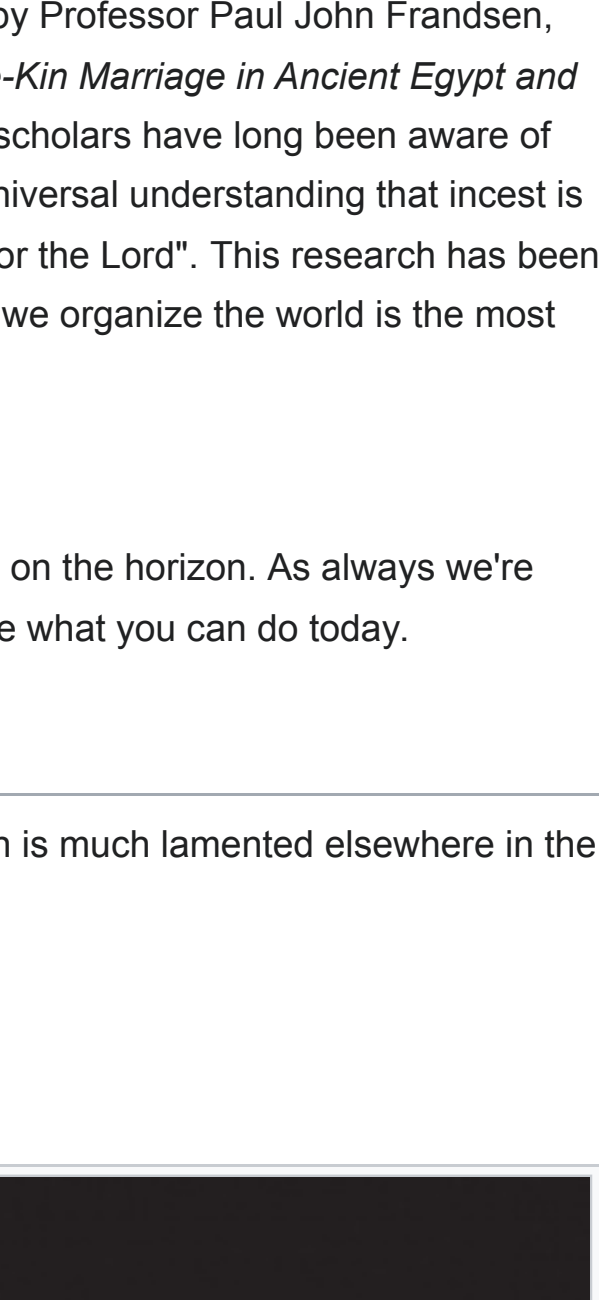 by Professor Paul John Frandsen,
-Kin Marriage in Ancient Egypt and
scholars have long been aware of
niversal understanding that incest is
or the Lord". This research has been
we organize the world is the most
on the horizon. As always we're
e what you can do today.
n is much lamented elsewhere in the